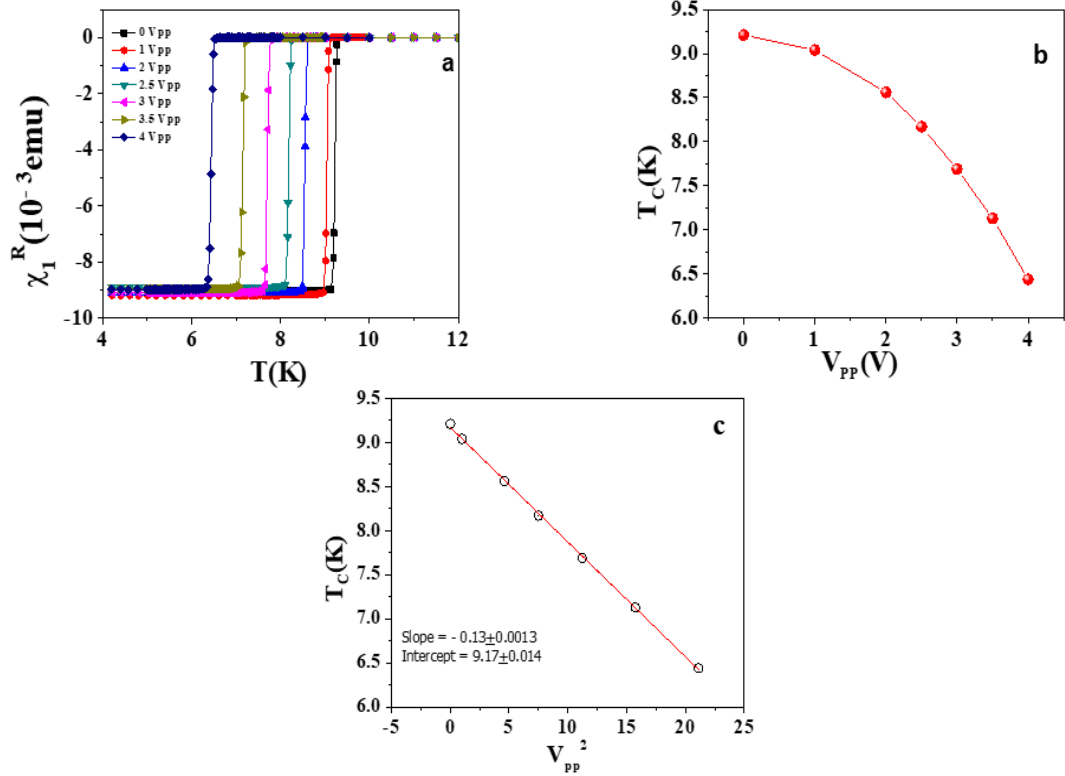 a
0 Vpp
1 Vpp
2 Vpp
2.5 Vpp
3 Vpp
3.5 Vpp
4 Vpp
0
-2
-4
-6
-8
-10
4 6 8 10 12
χ₁ᴿ(10⁻³emu)
T(K)
b
9.5
9.0
8.5
8.0
7.5
7.0
6.5
6.0
0 1 2 3 4
T_C(K)
V_PP(V)
c
9.5
9.0
8.5
8.0
7.5
7.0
6.5
6.0
-5 0 5 10 15 20 25
T_C(K)
Slope = - 0.13±0.0013
Intercept = 9.17±0.014
V_pp²